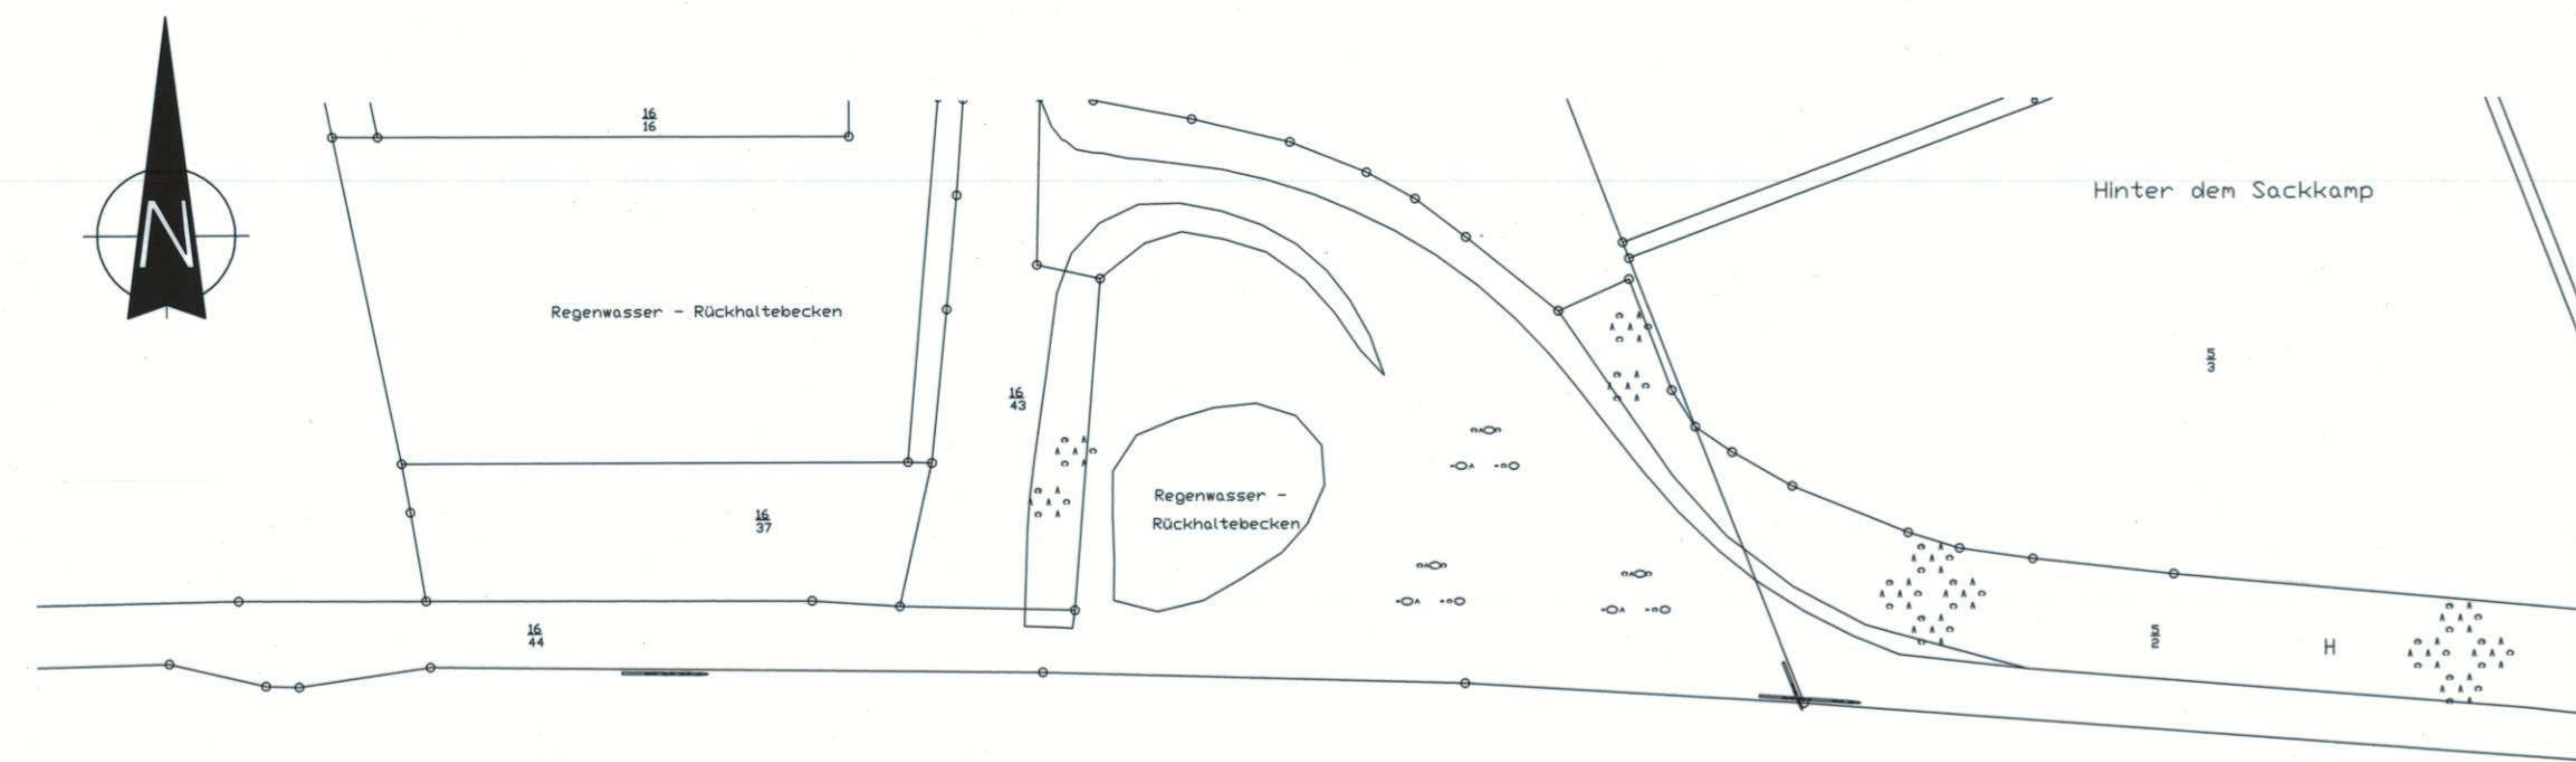 16
16
N
Hinter dem Sackkamp
Regenwasser - Rückhaltebecken
16
43
Regenwasser -
Rückhaltebecken
16
37
16
44
H